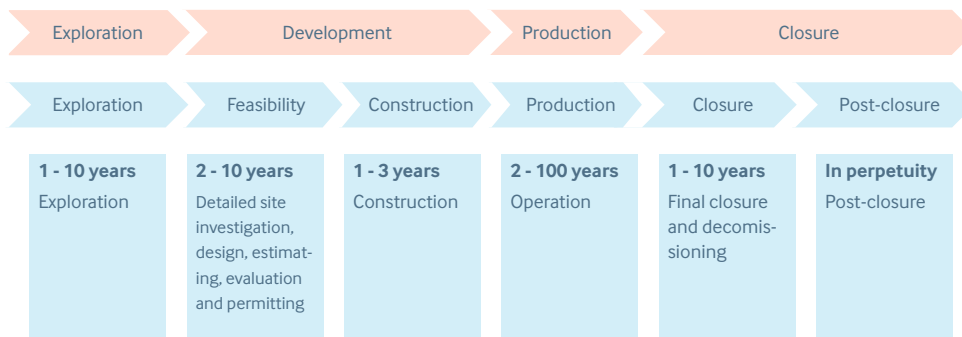 Exploration
Development
Production
Closure
Exploration
Feasibility
Construction
Production
Closure
Post-closure
1 - 10 years
Exploration
2 - 10 years
Detailed site
investigation,
design, estimat-
ing, evaluation
and permitting
1 - 3 years
Construction
2 - 100 years
Operation
1 - 10 years
Final closure
and decomis-
sioning
In perpetuity
Post-closure